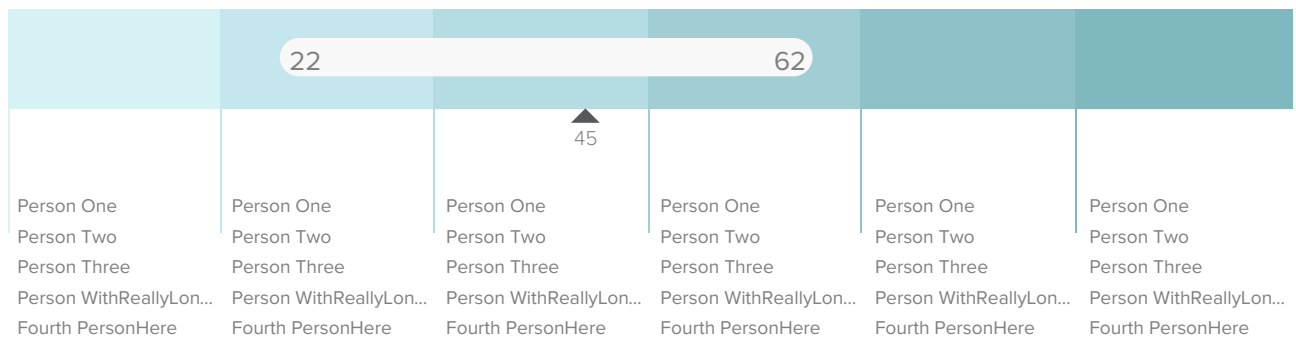 22 62
45
Person One Person One Person One Person One Person One Person One
Person Two Person Two Person Two Person Two Person Two Person Two
Person Three Person Three Person Three Person Three Person Three Person Three
Person WithReallyLon... Person WithReallyLon... Person WithReallyLon... Person WithReallyLon... Person WithReallyLon... Person WithReallyLon...
Fourth PersonHere Fourth PersonHere Fourth PersonHere Fourth PersonHere Fourth PersonHere Fourth PersonHere